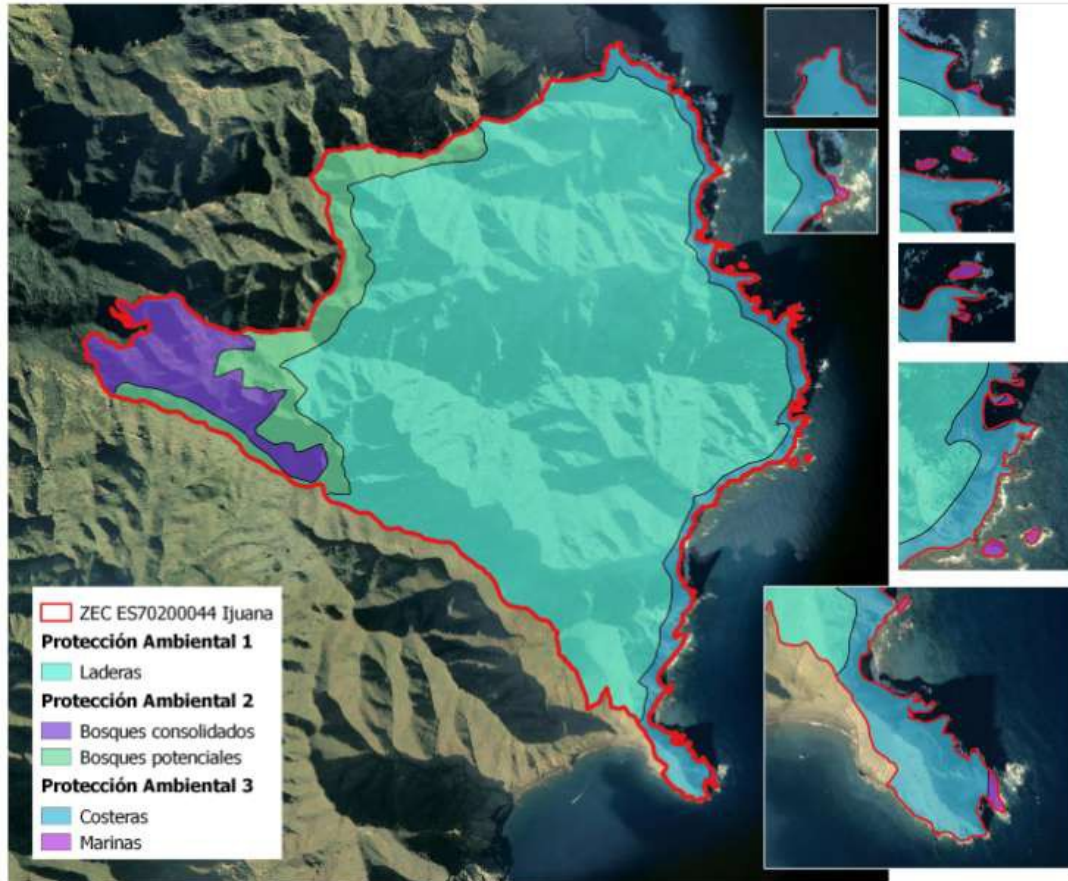 ZEC ES70200044 Ijuana
Protección Ambiental 1
Laderas
Protección Ambiental 2
Bosques consolidados
Bosques potenciales
Protección Ambiental 3
Costeras
Marinas